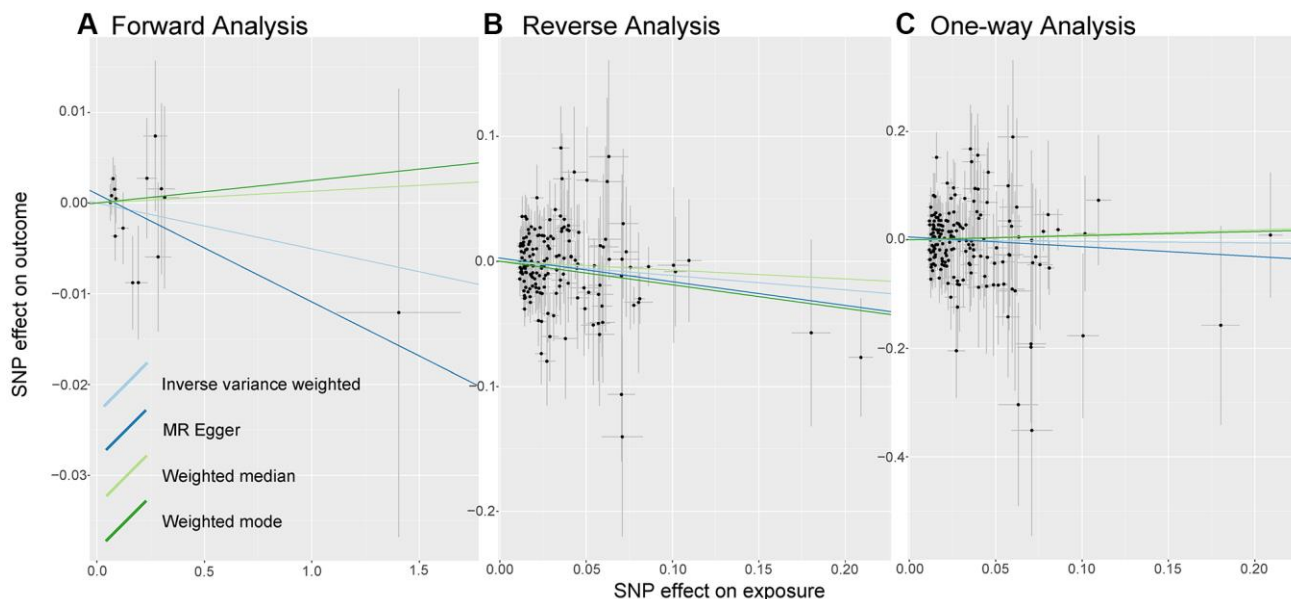 A Forward Analysis
B Reverse Analysis
C One-way Analysis
SNP effect on outcome
0.01
0.00
−0.01
−0.02
−0.03
Inverse variance weighted
MR Egger
Weighted median
Weighted mode
0.0 0.5 1.0 1.5
0.1
0.0
−0.1
−0.2
0.00 0.05 0.10 0.15 0.20
0.2
0.0
−0.2
−0.4
0.00 0.05 0.10 0.15 0.20
SNP effect on exposure